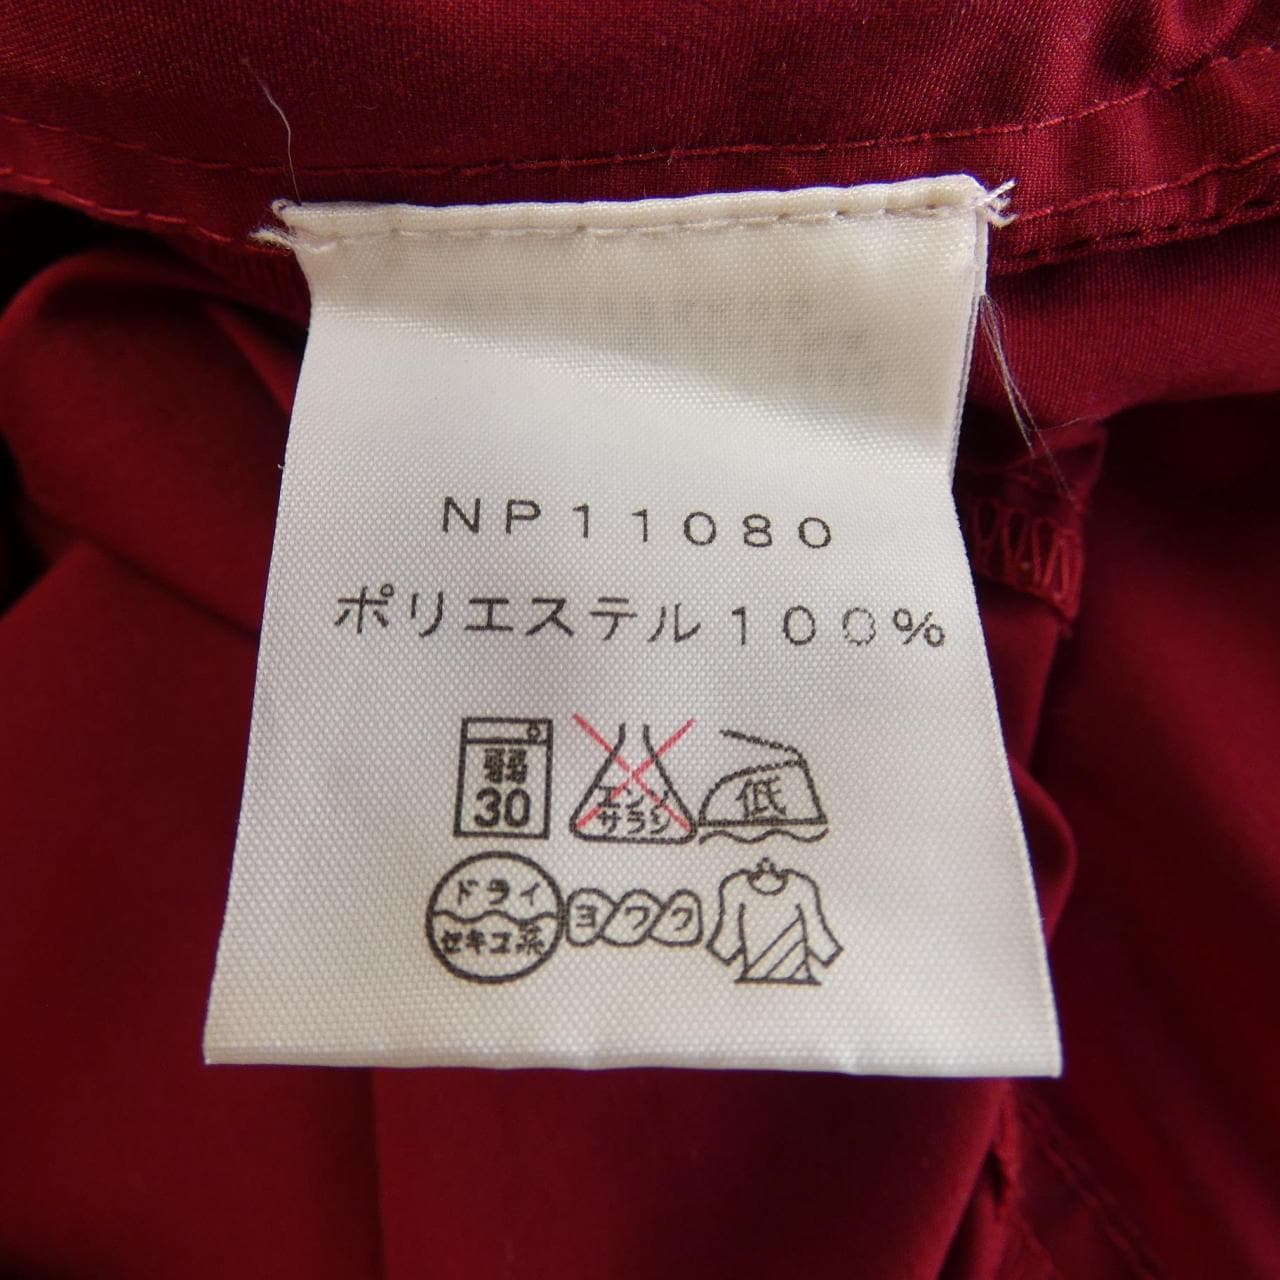 NP11080
ポリエステル100%
弱
30
エンソ
サラシ
低
ドライ
セキユ系
ヨワク